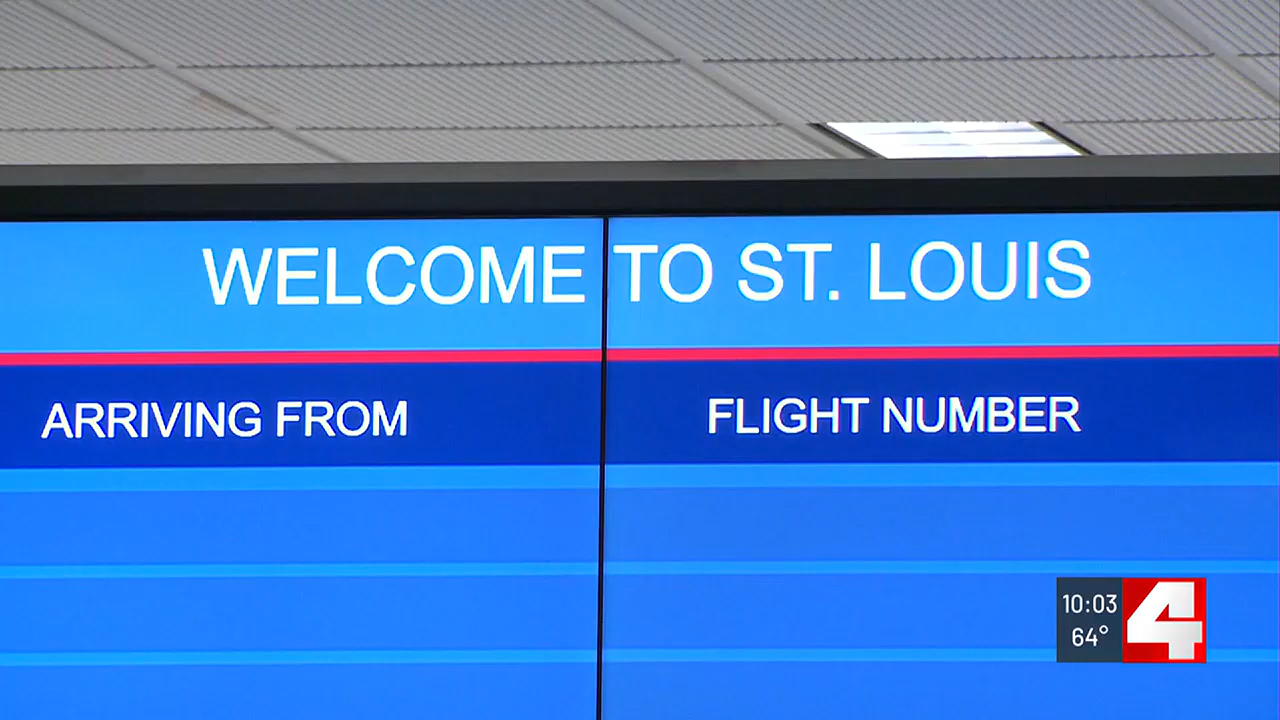 WELCOME TO ST. LOUIS
ARRIVING FROM FLIGHT NUMBER
10:03
64°
4